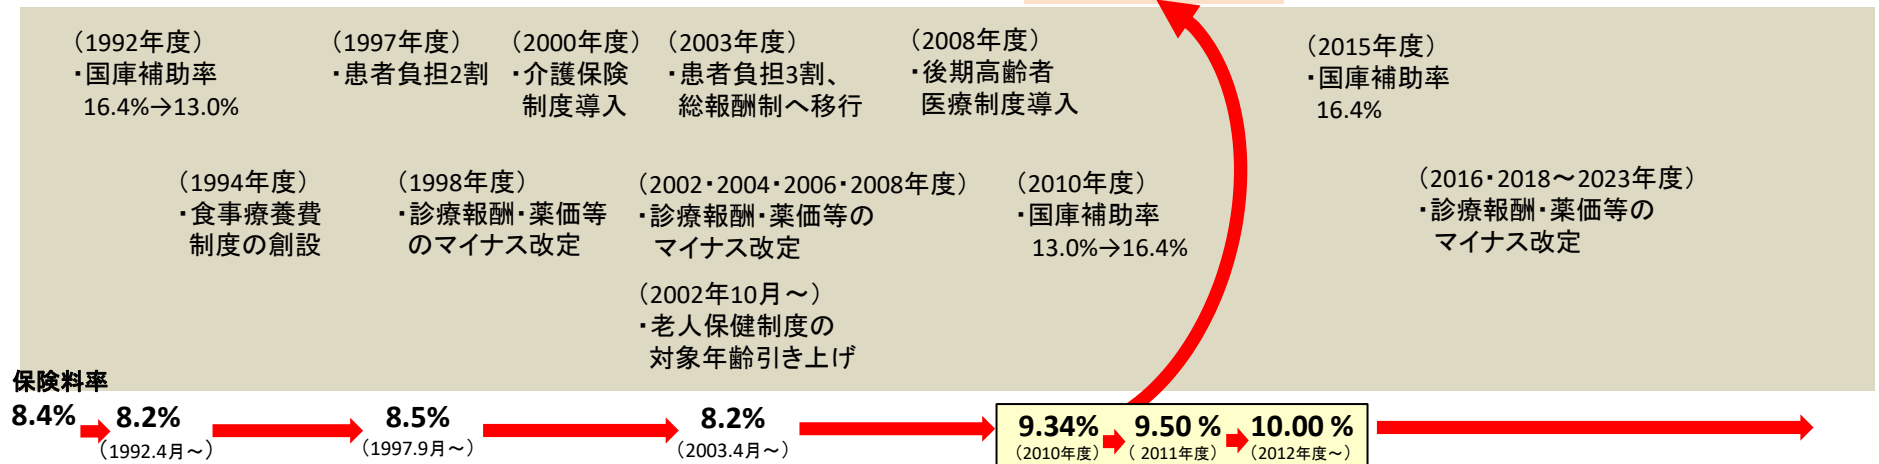 (1992年度)
・国庫補助率
16.4%→13.0%
(1997年度)
・患者負担2割
(2000年度)
・介護保険
制度導入
(2003年度)
・患者負担3割、
総報酬制へ移行
(2008年度)
・後期高齢者
医療制度導入
(2015年度)
・国庫補助率
16.4%
(1994年度)
・食事療養費
制度の創設
(1998年度)
・診療報酬・薬価等
のマイナス改定
(2002・2004・2006・2008年度)
・診療報酬・薬価等の
マイナス改定
(2002年10月～)
・老人保健制度の
対象年齢引き上げ
(2010年度)
・国庫補助率
13.0%→16.4%
(2016・2018～2023年度)
・診療報酬・薬価等の
マイナス改定
保険料率
8.4%
8.2%
(1992.4月～)
8.5%
(1997.9月～)
8.2%
(2003.4月～)
9.34%
(2010年度)
9.50 %
( 2011年度)
10.00 %
(2012年度～)